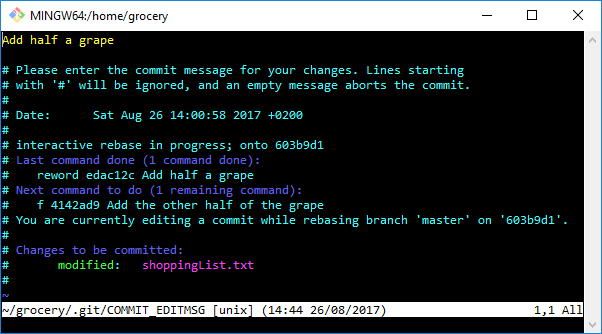 MINGW64:/home/grocery
Add half a grape
# Please enter the commit message for your changes. Lines starting
# with '#' will be ignored, and an empty message aborts the commit.
#
# Date:      Sat Aug 26 14:00:58 2017 +0200
#
# interactive rebase in progress; onto 603b9d1
# Last command done (1 command done):
#    reword edac12c Add half a grape
# Next command to do (1 remaining command):
#    f 4142ad9 Add the other half of the grape
# You are currently editing a commit while rebasing branch 'master' on '603b9d1'.
#
# Changes to be committed:
#       modified:   shoppingList.txt
#
~
~/grocery/.git/COMMIT_EDITMSG [unix] (14:44 26/08/2017) 1,1 All